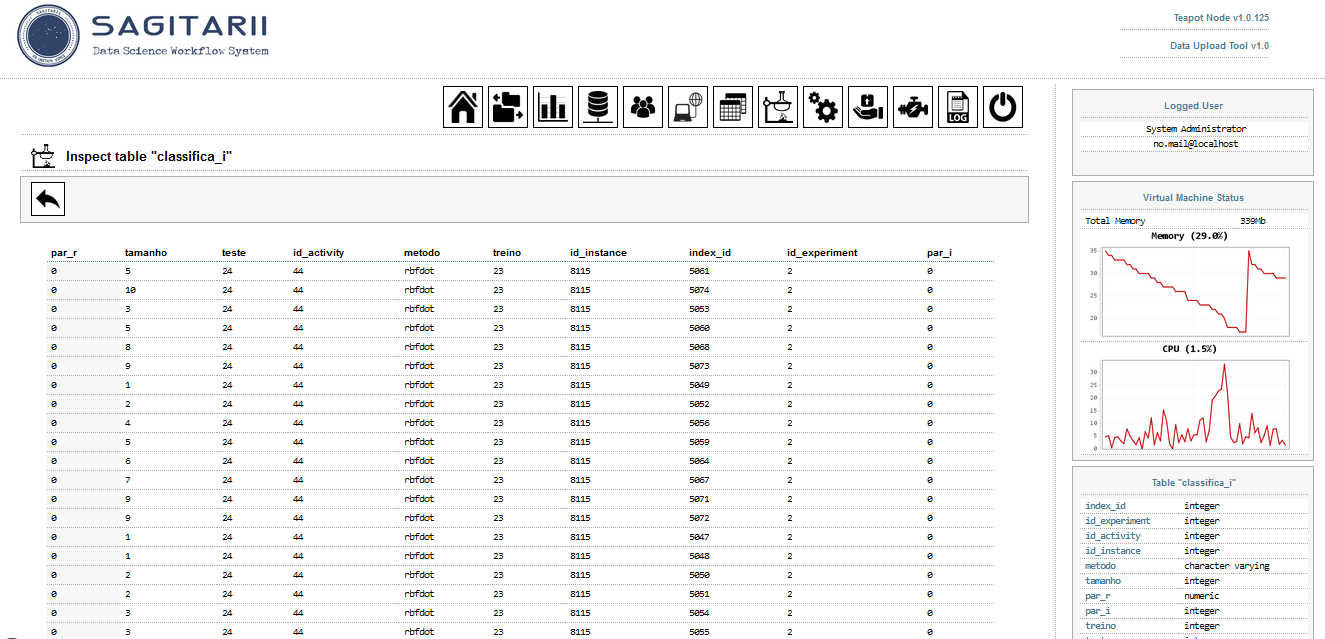 SAGITARII
Data Science Workflow System
Teapot Node v1.0.125
Data Upload Tool v1.0
LOG
Inspect table "classifica_i"
par_r tamanho teste id_activity metodo treino id_instance index_id id_experiment par_i
0 5 24 44 rbfdot 23 8115 5061 2 0
0 10 24 44 rbfdot 23 8115 5074 2 0
0 3 24 44 rbfdot 23 8115 5053 2 0
0 5 24 44 rbfdot 23 8115 5060 2 0
0 8 24 44 rbfdot 23 8115 5068 2 0
0 9 24 44 rbfdot 23 8115 5073 2 0
0 1 24 44 rbfdot 23 8115 5049 2 0
0 2 24 44 rbfdot 23 8115 5052 2 0
0 4 24 44 rbfdot 23 8115 5056 2 0
0 5 24 44 rbfdot 23 8115 5059 2 0
0 6 24 44 rbfdot 23 8115 5064 2 0
0 7 24 44 rbfdot 23 8115 5067 2 0
0 9 24 44 rbfdot 23 8115 5071 2 0
0 9 24 44 rbfdot 23 8115 5072 2 0
0 1 24 44 rbfdot 23 8115 5047 2 0
0 1 24 44 rbfdot 23 8115 5048 2 0
0 2 24 44 rbfdot 23 8115 5050 2 0
0 2 24 44 rbfdot 23 8115 5051 2 0
0 3 24 44 rbfdot 23 8115 5054 2 0
0 3 24 44 rbfdot 23 8115 5055 2 0
Logged User
System Administrator
no.mail@localhost
Virtual Machine Status
Total Memory 339Mb
Memory (29.0%)
35
30
25
20
CPU (1.5%)
30
25
20
15
10
5
0
Table "classifica_i"
index_id integer
id_experiment integer
id_activity integer
id_instance integer
metodo character varying
tamanho integer
par_r numeric
par_i integer
treino integer